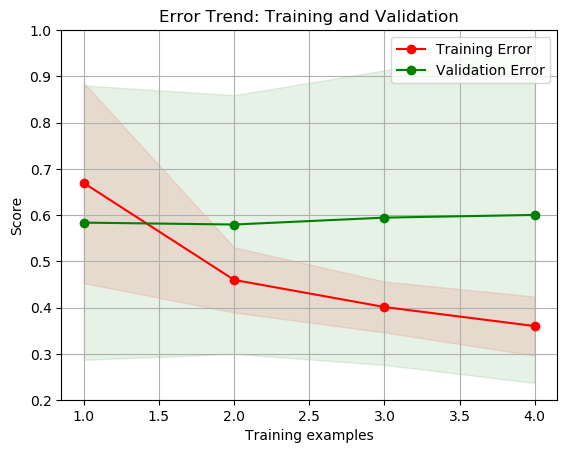 Error Trend: Training and Validation
1.0
0.9
0.8
0.7
0.6
0.5
0.4
0.3
0.2
Score
Training Error
Validation Error
1.0 1.5 2.0 2.5 3.0 3.5 4.0
Training examples